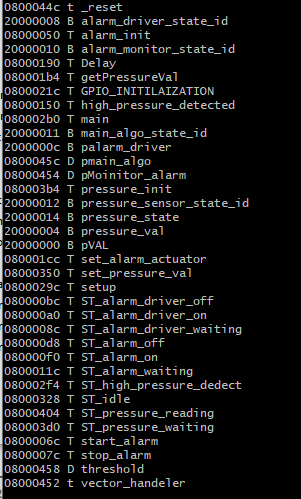 0800044c t _reset
20000008 B alarm_driver_state_id
08000050 T alarm_init
20000010 B alarm_monitor_state_id
08000190 T Delay
080001b4 T getPressureVal
0800021c T GPIO_INITILAIZATION
08000150 T high_pressure_detected
080002b0 T main
20000011 B main_algo_state_id
2000000c B palarm_driver
0800045c D pmain_algo
08000454 D pMoinitor_alarm
080003b4 T pressure_init
20000012 B pressure_sensor_state_id
20000014 B pressure_state
20000004 B pressure_val
20000000 B pVAL
080001cc T set_alarm_actuator
08000350 T set_pressure_val
0800029c T setup
080000bc T ST_alarm_driver_off
080000a0 T ST_alarm_driver_on
0800008c T ST_alarm_driver_waiting
080000d8 T ST_alarm_off
080000f0 T ST_alarm_on
0800011c T ST_alarm_waiting
080002f4 T ST_high_pressure_dedect
08000328 T ST_idle
08000404 T ST_pressure_reading
080003d0 T ST_pressure_waiting
0800006c T start_alarm
0800007c T stop_alarm
08000458 D threshold
08000452 t vector_handeler